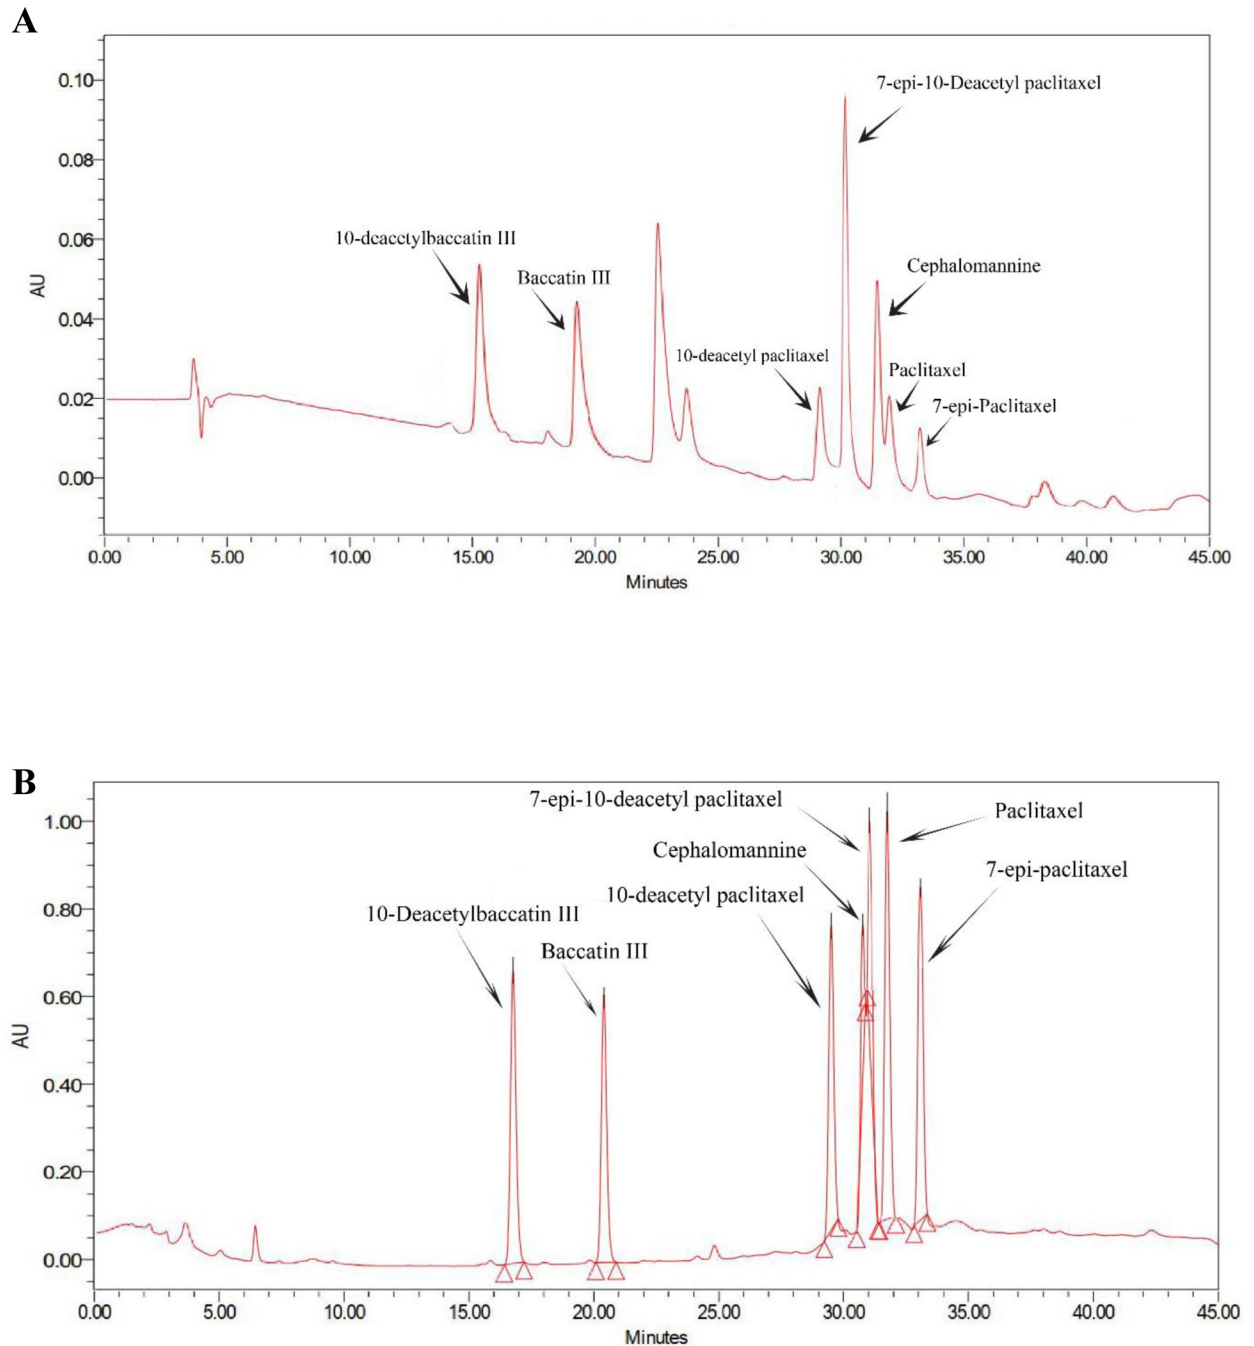 A
7-epi-10-Deacetyl paclitaxel
0.10
0.08
10-deacetylbaccatin III
0.06
Cephalomannine
Baccatin III
AU
0.04
10-deacetyl paclitaxel
Paclitaxel
0.02
7-epi-Paclitaxel
0.00
0.00 5.00 10.00 15.00 20.00 25.00 30.00 35.00 40.00 45.00
Minutes
B
7-epi-10-deacetyl paclitaxel
Paclitaxel
1.00
Cephalomannine
7-epi-paclitaxel
10-deacetyl paclitaxel
0.80
10-Deacetylbaccatin III
Baccatin III
0.60
AU
0.40
0.20
0.00
0.00 5.00 10.00 15.00 20.00 25.00 30.00 35.00 40.00 45.00
Minutes